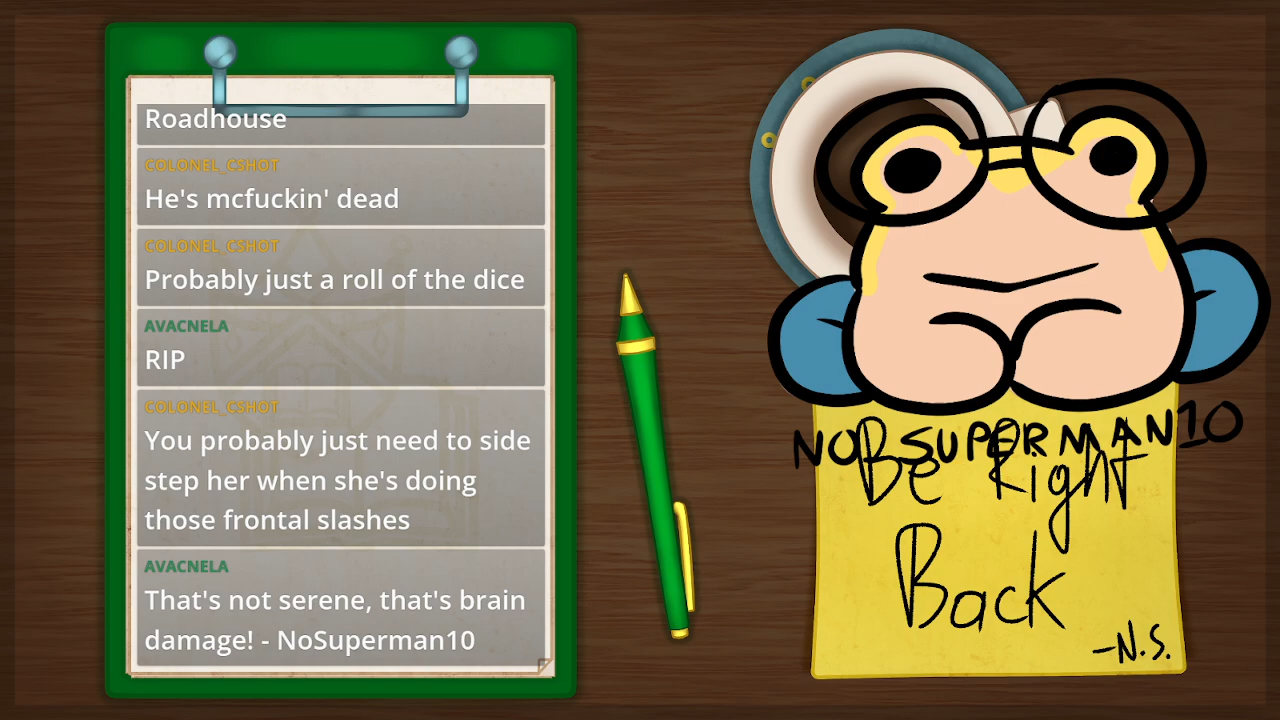 Roadhouse
COLONEL_CSHOT
He's mcfuckin' dead
COLONEL_CSHOT
Probably just a roll of the dice
AVACNELA
RIP
COLONEL_CSHOT
You probably just need to side
step her when she's doing
those frontal slashes
AVACNELA
That's not serene, that's brain
damage! - NoSuperman10
NOSUPERMAN10
Be Right
Back
-N.S.